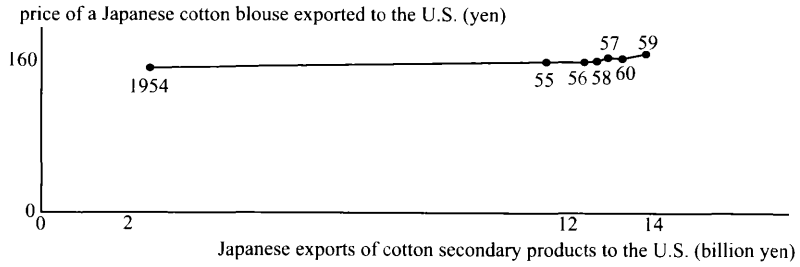 price of a Japanese cotton blouse exported to the U.S. (yen)
57 59
160
1954 55 56 58 60
0
0 2 12 14
Japanese exports of cotton secondary products to the U.S. (billion yen)